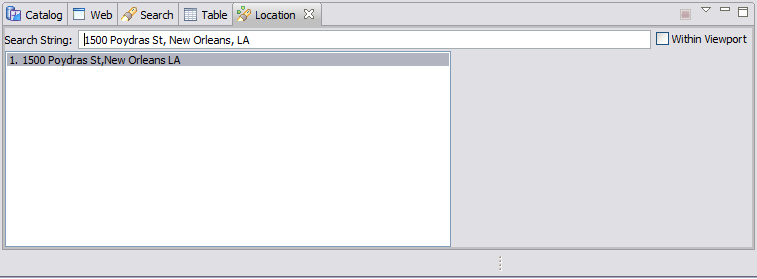 Catalog Web Search Table Location
Search String: 1500 Poydras St, New Orleans, LA Within Viewport
1. 1500 Poydras St,New Orleans LA